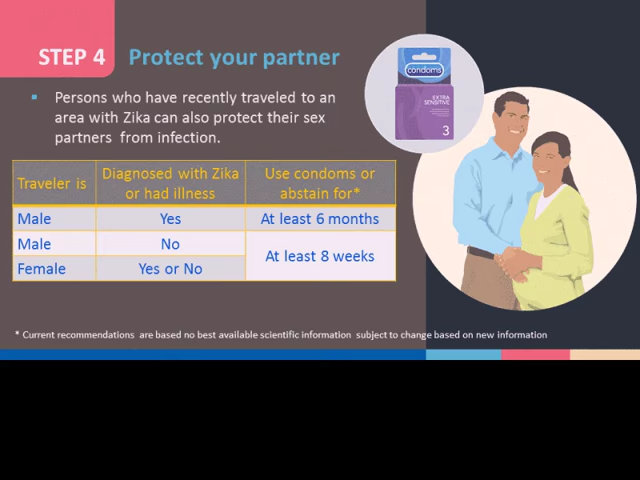 STEP 4 Protect your partner
Persons who have recently traveled to an
area with Zika can also protect their sex
partners from infection.
condoms
EXTRA
SENSITIVE
3
Traveler is Diagnosed with Zika or had illness Use condoms or abstain for*
Male Yes At least 6 months
Male No At least 8 weeks
Female Yes or No
* Current recommendations are based no best available scientific information subject to change based on new information